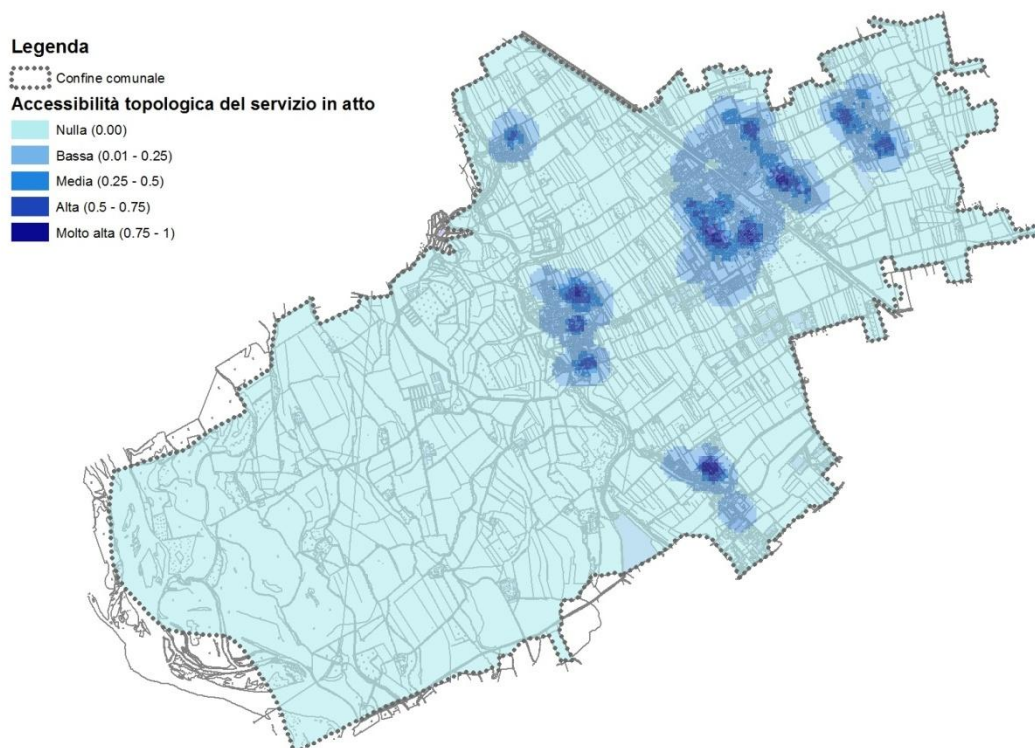 Legenda
Confine comunale
Accessibilità topologica del servizio in atto
Nulla (0.00)
Bassa (0.01 - 0.25)
Media (0.25 - 0.5)
Alta (0.5 - 0.75)
Molto alta (0.75 - 1)